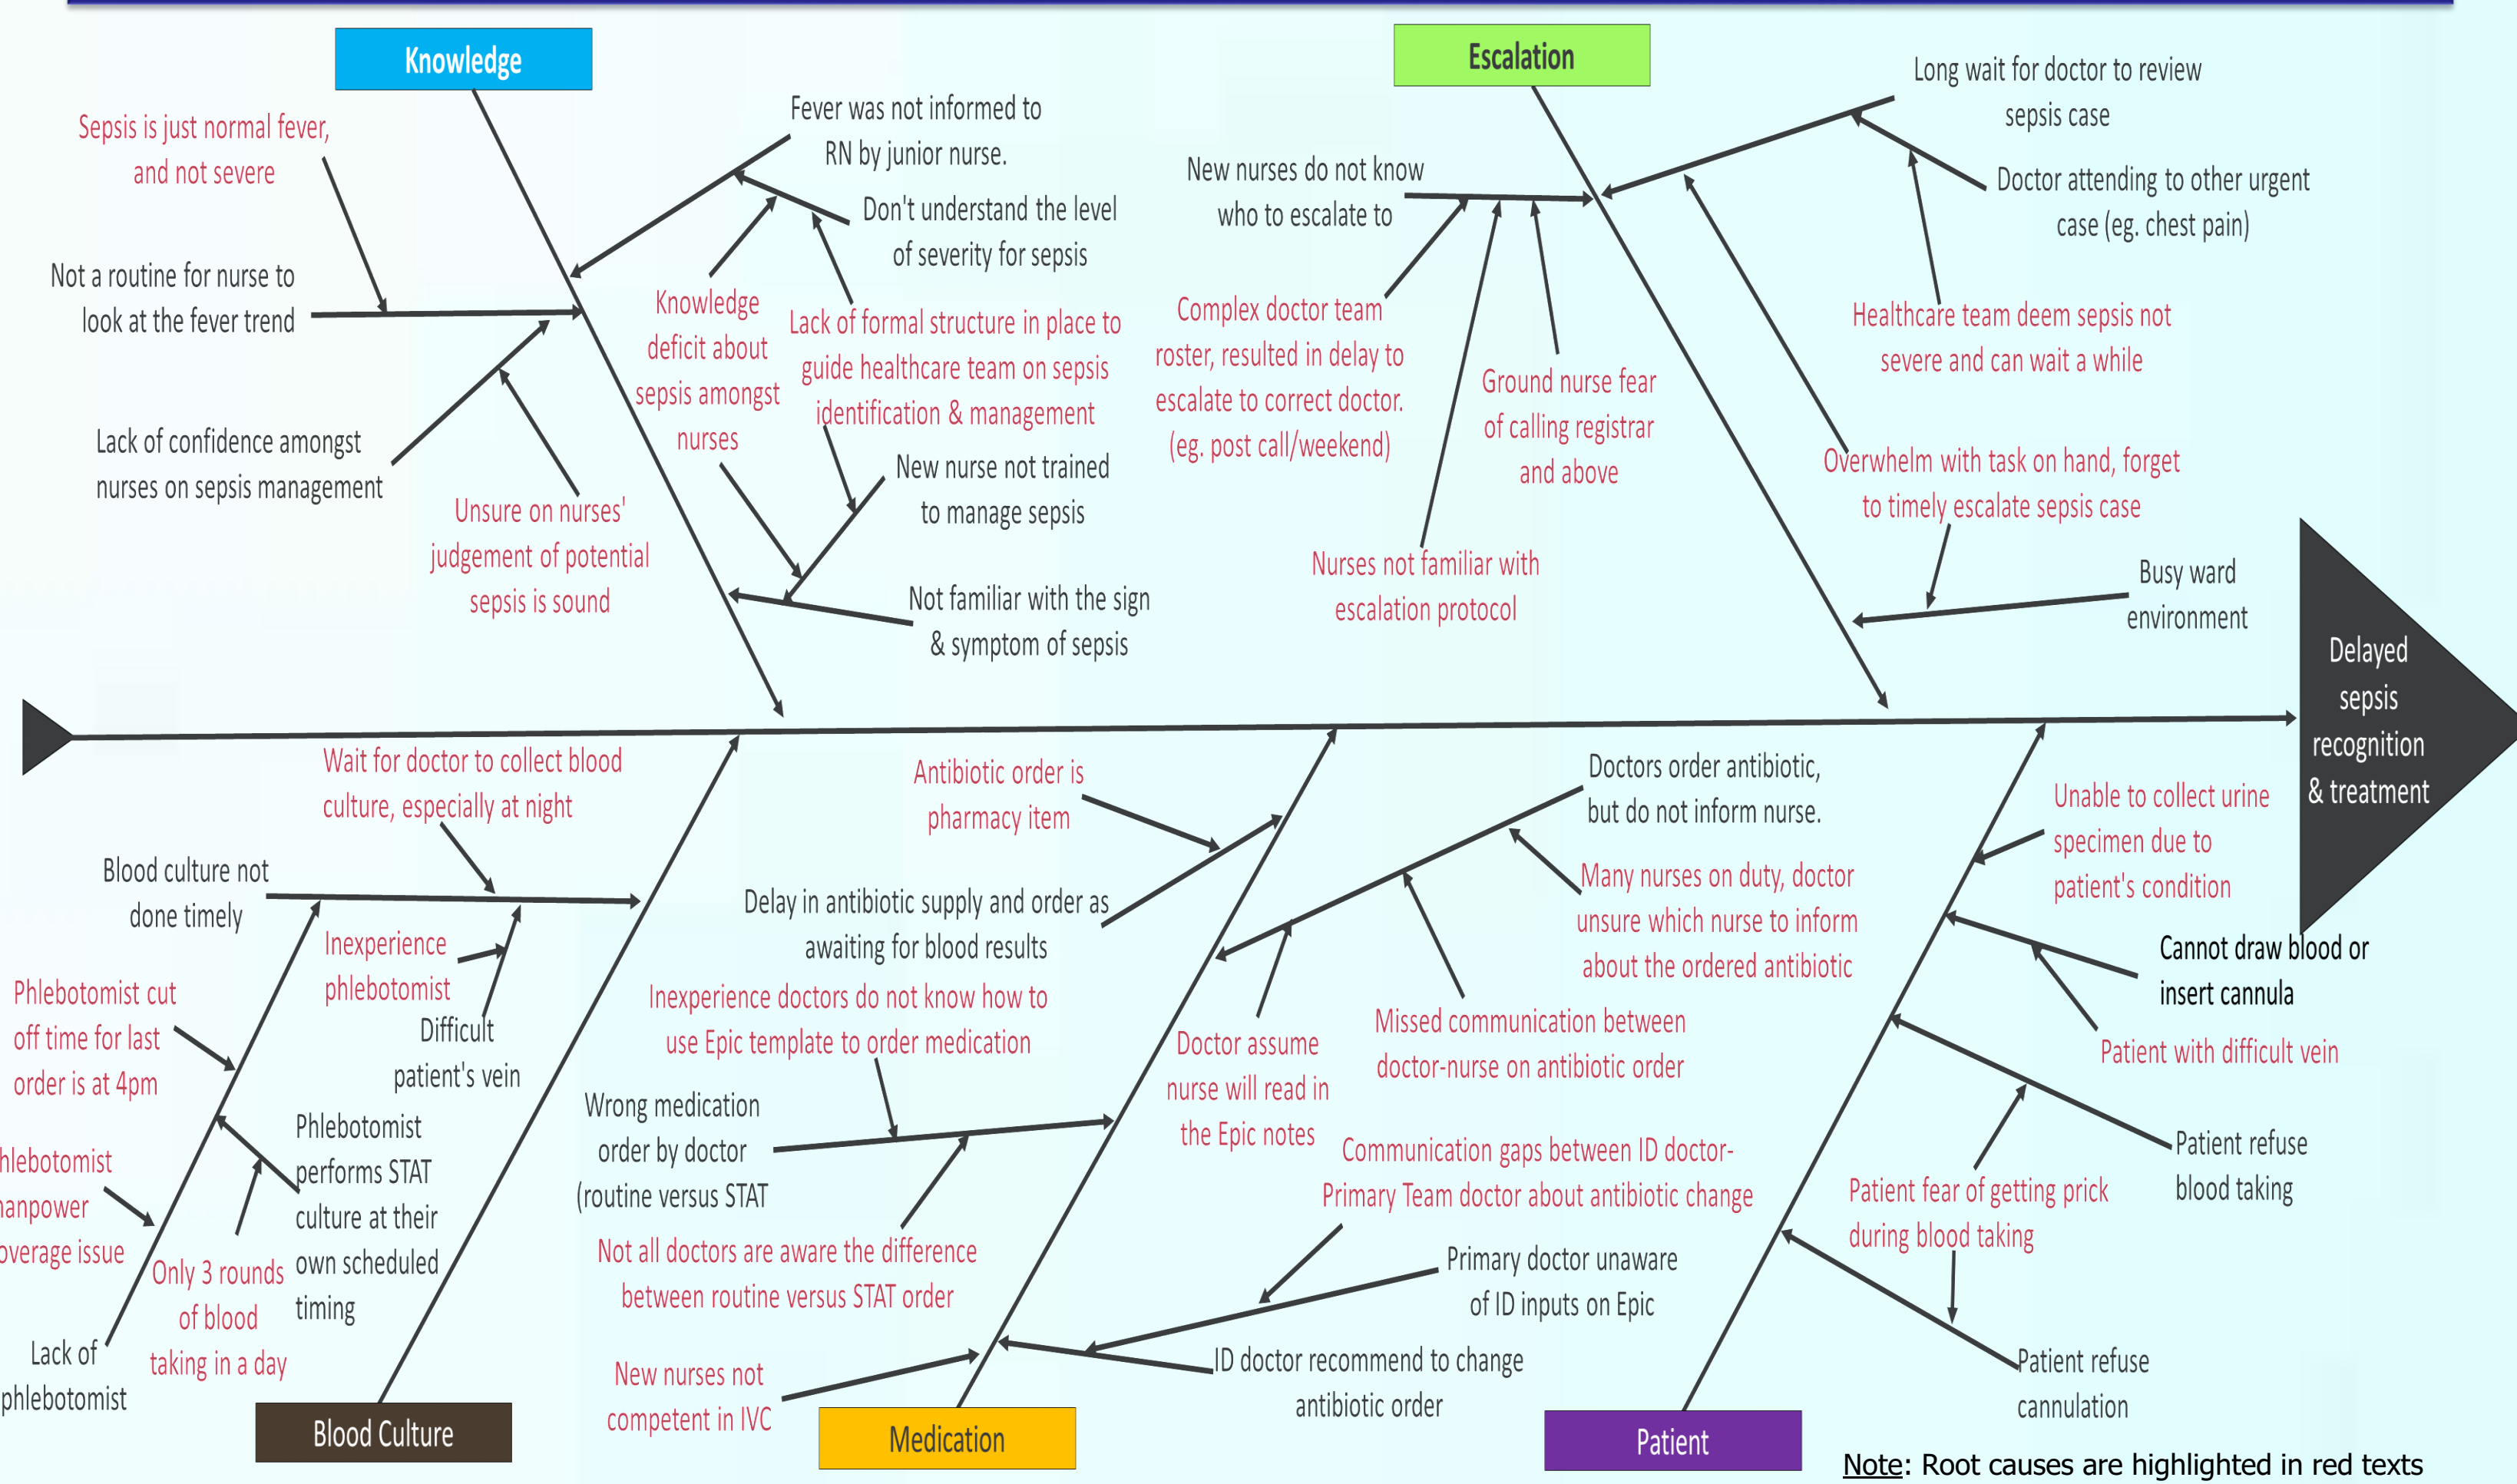 Knowledge
Sepsis is just normal fever,
and not severe
Not a routine for nurse to
look at the fever trend
Lack of confidence amongst
nurses on sepsis management
Unsure on nurses'
judgement of potential
sepsis is sound
Fever was not informed to
RN by junior nurse.
Don't understand the level
of severity for sepsis
Knowledge
deficit about
sepsis amongst
nurses
Lack of formal structure in place to
guide healthcare team on sepsis
identification & management
New nurse not trained
to manage sepsis
Not familiar with the sign
& symptom of sepsis
Escalation
New nurses do not know
who to escalate to
Complex doctor team
roster, resulted in delay to
escalate to correct doctor.
(eg. post call/weekend)
Ground nurse fear
of calling registrar
and above
Nurses not familiar with
escalation protocol
Long wait for doctor to review
sepsis case
Doctor attending to other urgent
case (eg. chest pain)
Healthcare team deem sepsis not
severe and can wait a while
Overwhelm with task on hand, forget
to timely escalate sepsis case
Busy ward
environment
Delayed
sepsis
recognition
& treatment
Wait for doctor to collect blood
culture, especially at night
Blood culture not
done timely
Inexperience
phlebotomist
Difficult
patient's vein
Phlebotomist cut
off time for last
order is at 4pm
Phlebotomist
performs STAT
culture at their
own scheduled
timing
hlebotomist
anpower
overage issue
Only 3 rounds
of blood
taking in a day
Lack of
phlebotomist
Blood Culture
Antibiotic order is
pharmacy item
Delay in antibiotic supply and order as
awaiting for blood results
Inexperience doctors do not know how to
use Epic template to order medication
Wrong medication
order by doctor
(routine versus STAT
Not all doctors are aware the difference
between routine versus STAT order
New nurses not
competent in IVC
Doctors order antibiotic,
but do not inform nurse.
Many nurses on duty, doctor
unsure which nurse to inform
about the ordered antibiotic
Missed communication between
doctor-nurse on antibiotic order
Doctor assume
nurse will read in
the Epic notes
Communication gaps between ID doctor-
Primary Team doctor about antibiotic change
Primary doctor unaware
of ID inputs on Epic
ID doctor recommend to change
antibiotic order
Medication
Unable to collect urine
specimen due to
patient's condition
Cannot draw blood or
insert cannula
Patient with difficult vein
Patient refuse
blood taking
Patient fear of getting prick
during blood taking
Patient refuse
cannulation
Patient
Note: Root causes are highlighted in red texts